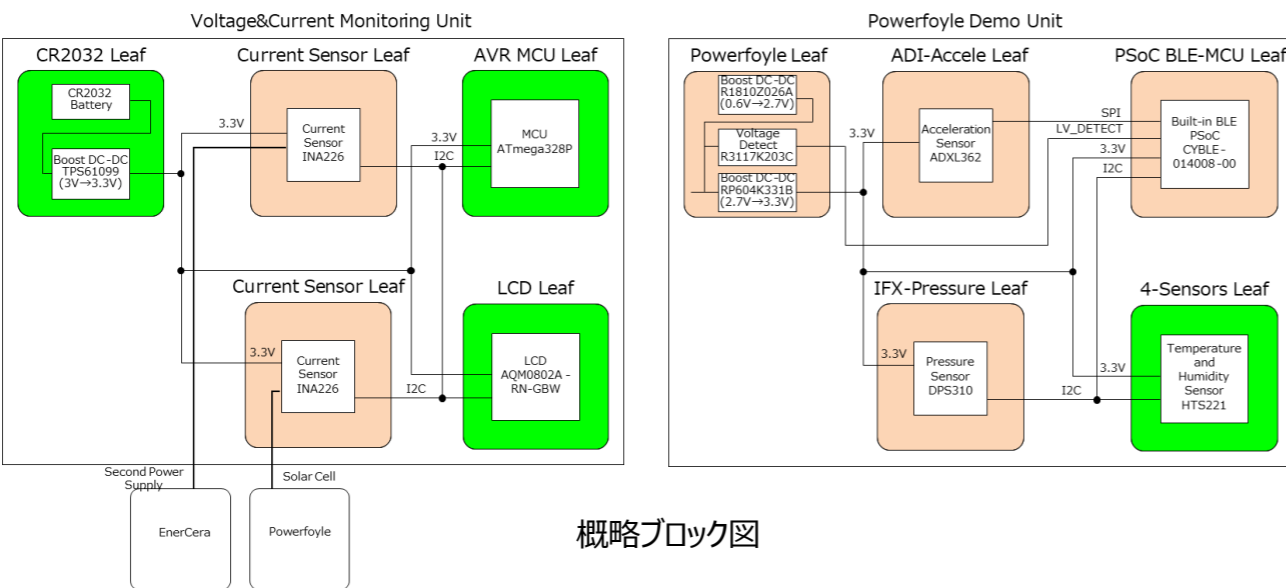 Voltage&Current Monitoring Unit
CR2032 Leaf
CR2032
Battery
Boost DC-DC
TPS61099
(3V→3.3V)
Current Sensor Leaf
3.3V
Current
Sensor
INA226
AVR MCU Leaf
3.3V
I2C
MCU
ATmega328P
Current Sensor Leaf
3.3V
Current
Sensor
INA226
LCD Leaf
I2C
LCD
AQM0802A-
RN-GBW
Second Power
Supply
EnerCera
Solar Cell
Powerfoyle
Powerfoyle Demo Unit
Powerfoyle Leaf
Boost DC-DC
R1810Z026A
(0.6V→2.7V)
Voltage
Detect
R3117K203C
Boost DC-DC
RP604K331B
(2.7V→3.3V)
ADI-Accele Leaf
3.3V
Acceleration
Sensor
ADXL362
PSoC BLE-MCU Leaf
SPI
LV_DETECT
3.3V
I2C
Built-in BLE
PSoC
CYBLE-
014008-00
IFX-Pressure Leaf
3.3V
Pressure
Sensor
DPS310
4-Sensors Leaf
3.3V
I2C
Temperature
and
Humidity
Sensor
HTS221
概略ブロック図